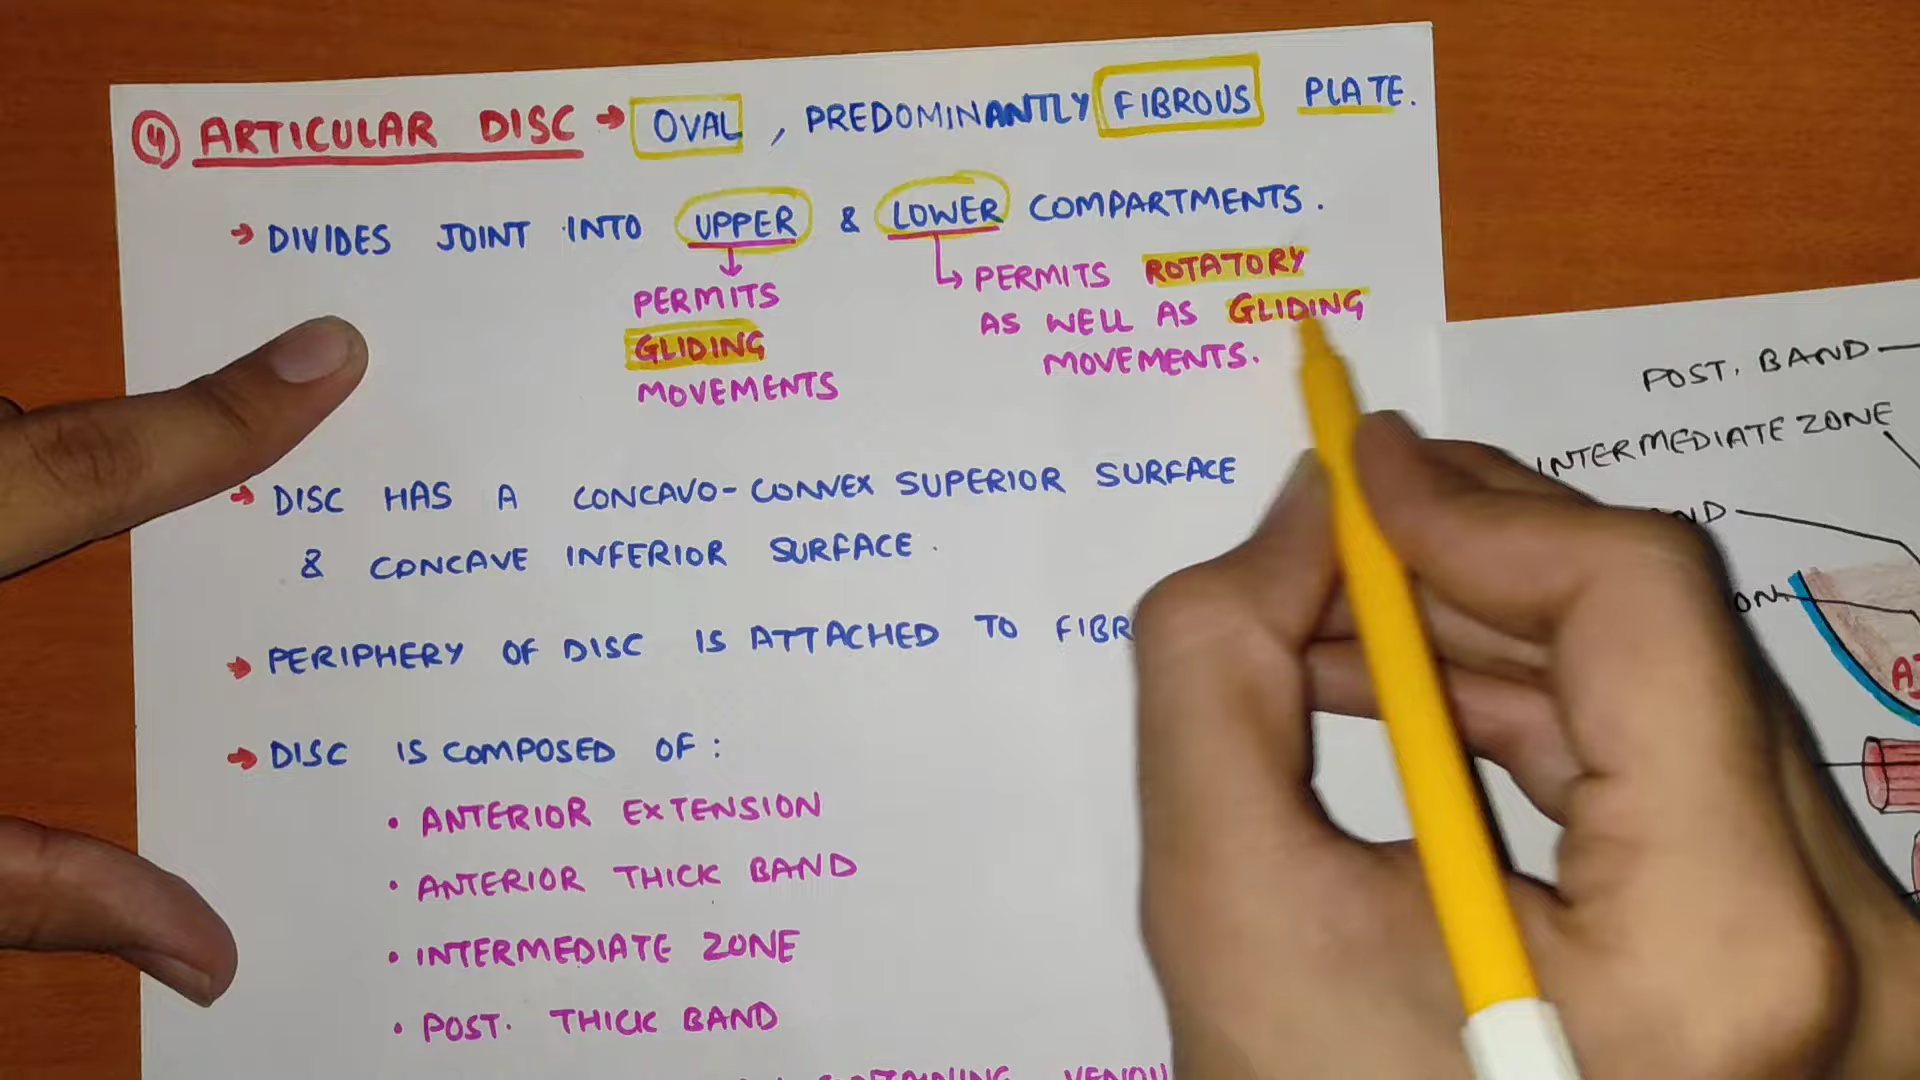 ④ ARTICULAR DISC → OVAL, PREDOMINANTLY FIBROUS PLATE.
→ DIVIDES JOINT INTO UPPER & LOWER COMPARTMENTS.
↓ PERMITS GLIDING MOVEMENTS
↳ PERMITS ROTATORY AS WELL AS GLIDING MOVEMENTS.
→ DISC HAS A CONCAVO-CONVEX SUPERIOR SURFACE
& CONCAVE INFERIOR SURFACE.
→ PERIPHERY OF DISC IS ATTACHED TO FIBR
→ DISC IS COMPOSED OF:
• ANTERIOR EXTENSION
• ANTERIOR THICK BAND
• INTERMEDIATE ZONE
• POST. THICK BAND
POST. BAND
INTERMEDIATE ZONE